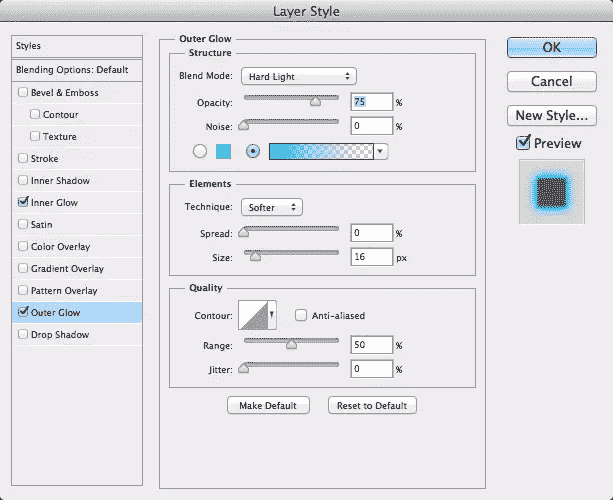 Layer Style
Styles
Blending Options: Default
Bevel & Emboss
Contour
Texture
Stroke
Inner Shadow
Inner Glow
Satin
Color Overlay
Gradient Overlay
Pattern Overlay
Outer Glow
Drop Shadow
Outer Glow
Structure
Blend Mode: Hard Light
Opacity: 75 %
Noise: 0 %
Elements
Technique: Softer
Spread: 0 %
Size: 16 px
Quality
Contour: Anti-aliased
Range: 50 %
Jitter: 0 %
Make Default Reset to Default
OK
Cancel
New Style...
Preview